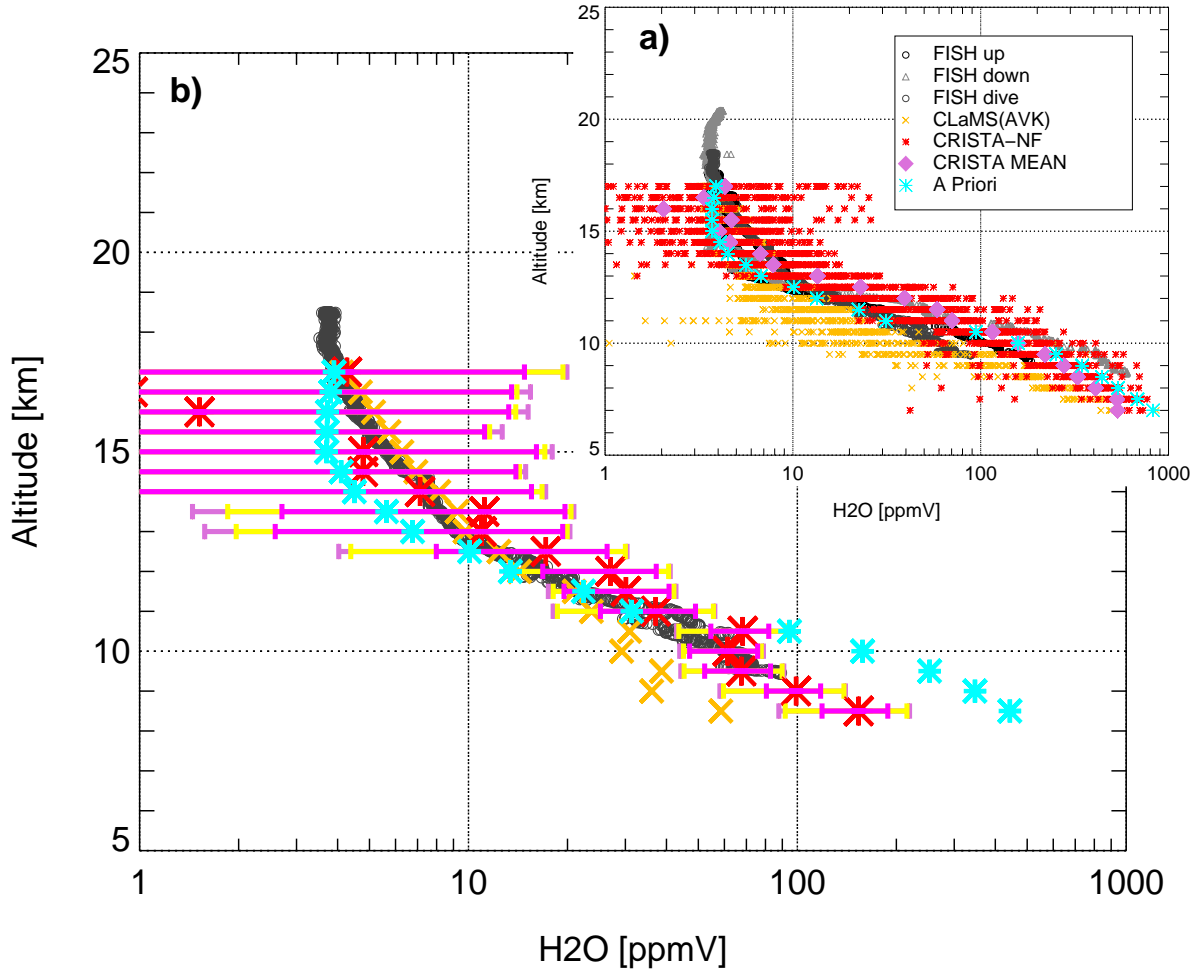 a)
25
20
15
10
5
Altitude [km]
FISH up
FISH down
FISH dive
CLaMS(AVK)
CRISTA−NF
CRISTA MEAN
A Priori
1
10
100
1000
H2O [ppmV]
b)
25
20
15
10
5
Altitude [km]
1
10
100
1000
H2O [ppmV]